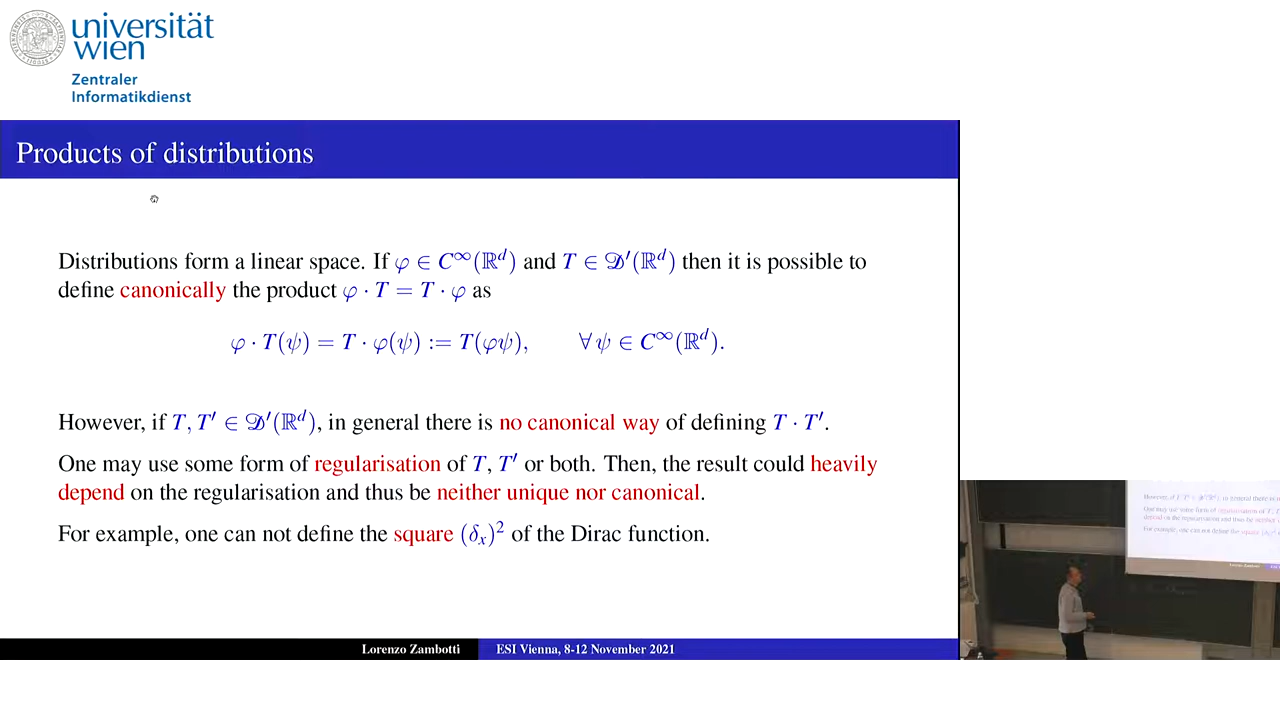 universität
wien
Zentraler
Informatikdienst
Products of distributions
Distributions form a linear space. If φ ∈ C^∞(ℝ^d) and T ∈ 𝒟′(ℝ^d) then it is possible to
define canonically the product φ · T = T · φ as
φ · T(ψ) = T · φ(ψ) := T(φψ), ∀ ψ ∈ C^∞(ℝ^d).
However, if T, T′ ∈ 𝒟′(ℝ^d), in general there is no canonical way of defining T · T′.
One may use some form of regularisation of T, T′ or both. Then, the result could heavily
depend on the regularisation and thus be neither unique nor canonical.
For example, one can not define the square (δ_x)² of the Dirac function.
Lorenzo Zambotti ESI Vienna, 8-12 November 2021